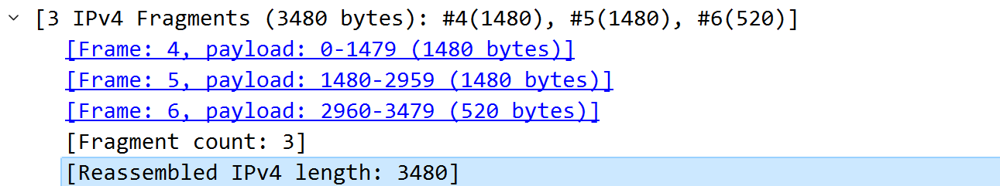 [3 IPv4 Fragments (3480 bytes): #4(1480), #5(1480), #6(520)]
[Frame: 4, payload: 0-1479 (1480 bytes)]
[Frame: 5, payload: 1480-2959 (1480 bytes)]
[Frame: 6, payload: 2960-3479 (520 bytes)]
[Fragment count: 3]
[Reassembled IPv4 length: 3480]